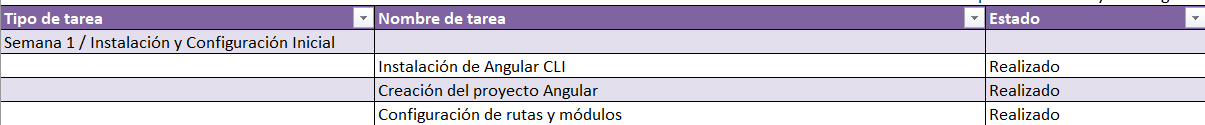 Tipo de tarea Nombre de tarea Estado
Semana 1 / Instalación y Configuración Inicial
Instalación de Angular CLI Realizado
Creación del proyecto Angular Realizado
Configuración de rutas y módulos Realizado